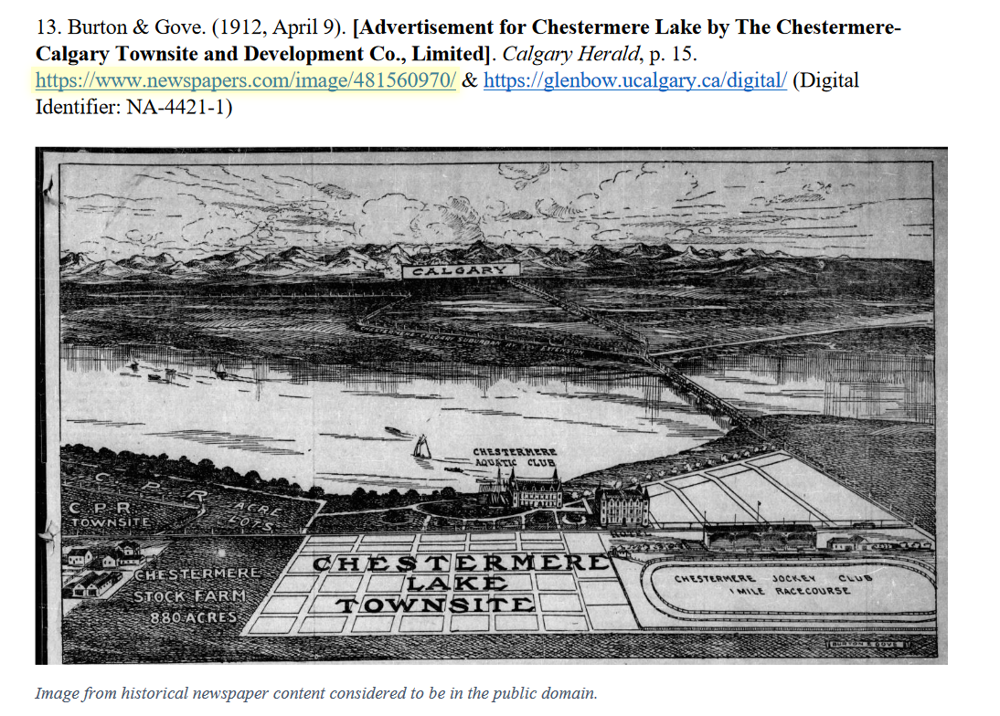 13. Burton & Gove. (1912, April 9). [Advertisement for Chestermere Lake by The Chestermere-
Calgary Townsite and Development Co., Limited]. Calgary Herald, p. 15.
https://www.newspapers.com/image/481560970/ & https://glenbow.ucalgary.ca/digital/ (Digital
Identifier: NA-4421-1)
CALGARY
SUBURBAN RY EXTENSION
CHESTERMERE
AQUATIC CLUB
C P R
ACRE
LOTS
C. P. R.
TOWNSITE
CHESTERMERE
STOCK FARM
880 ACRES
CHESTERMERE
LAKE
TOWNSITE
CHESTERMERE JOCKEY CLUB
1 MILE RACECOURSE
BURTON & GOVE
Image from historical newspaper content considered to be in the public domain.